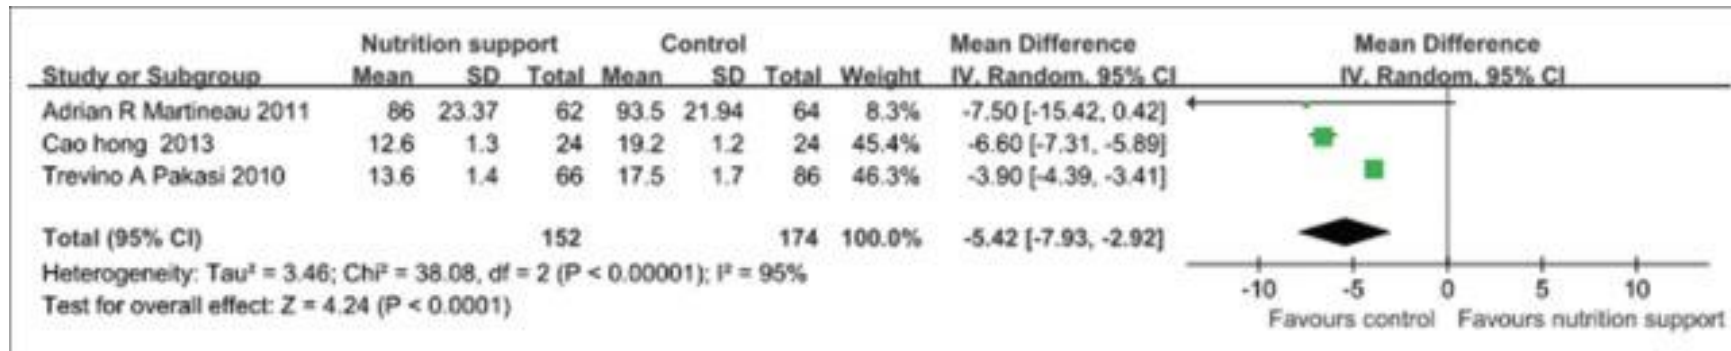 Nutrition support Control Mean Difference Mean Difference
Study or Subgroup Mean SD Total Mean SD Total Weight IV, Random, 95% CI IV, Random, 95% CI
Adrian R Martineau 2011 86 23.37 62 93.5 21.94 64 8.3% -7.50 [-15.42, 0.42]
Cao hong 2013 12.6 1.3 24 19.2 1.2 24 45.4% -6.60 [-7.31, -5.89]
Trevino A Pakasi 2010 13.6 1.4 66 17.5 1.7 86 46.3% -3.90 [-4.39, -3.41]
Total (95% CI) 152 174 100.0% -5.42 [-7.93, -2.92]
Heterogeneity: Tau² = 3.46; Chi² = 38.08, df = 2 (P < 0.00001); I² = 95%
Test for overall effect: Z = 4.24 (P < 0.0001)
-10 -5 0 5 10
Favours control Favours nutrition support